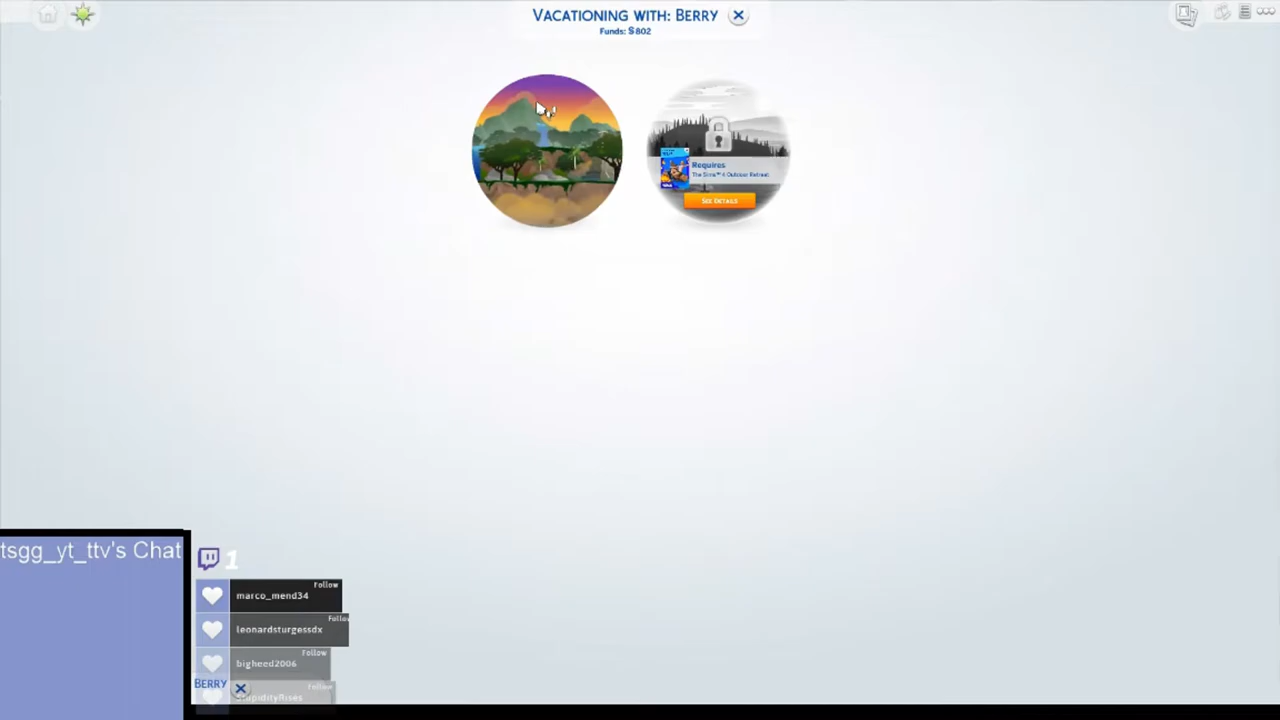 VACATIONING WITH: BERRY
Funds: §802
Requires
The Sims™ 4 Outdoor Retreat
SEE DETAILS
tsgg_yt_ttv's Chat
1
Follow
marco_mend34
Follow
leonardsturgessdx
Follow
bigheed2006
BERRY
Follow